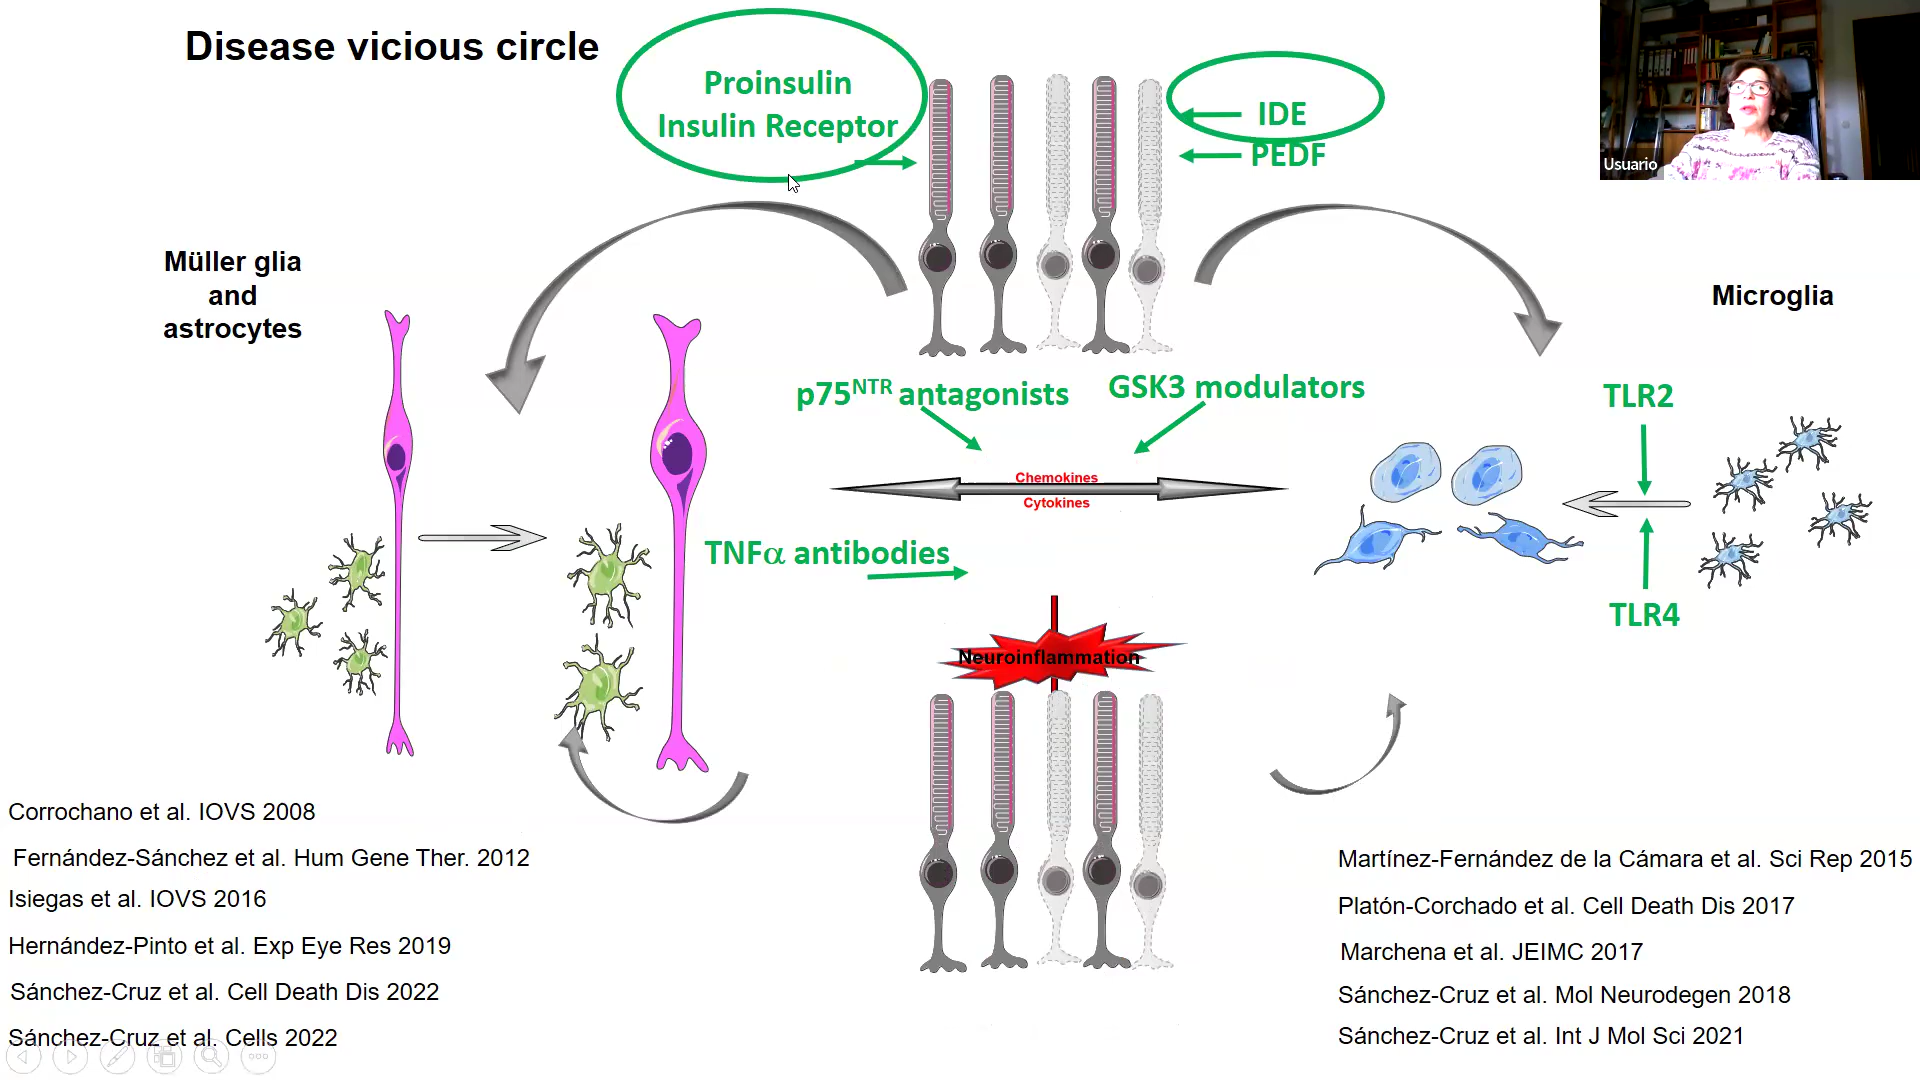 Disease vicious circle
Proinsulin
Insulin Receptor
IDE
PEDF
Usuario
Müller glia
and
astrocytes
Microglia
p75NTR antagonists
GSK3 modulators
TLR2
Chemokines
Cytokines
TNFα antibodies
TLR4
Neuroinflammation
Corrochano et al. IOVS 2008
Fernández-Sánchez et al. Hum Gene Ther. 2012
Isiegas et al. IOVS 2016
Hernández-Pinto et al. Exp Eye Res 2019
Sánchez-Cruz et al. Cell Death Dis 2022
Sánchez-Cruz et al. Cells 2022
Martínez-Fernández de la Cámara et al. Sci Rep 2015
Platón-Corchado et al. Cell Death Dis 2017
Marchena et al. JEIMC 2017
Sánchez-Cruz et al. Mol Neurodegen 2018
Sánchez-Cruz et al. Int J Mol Sci 2021